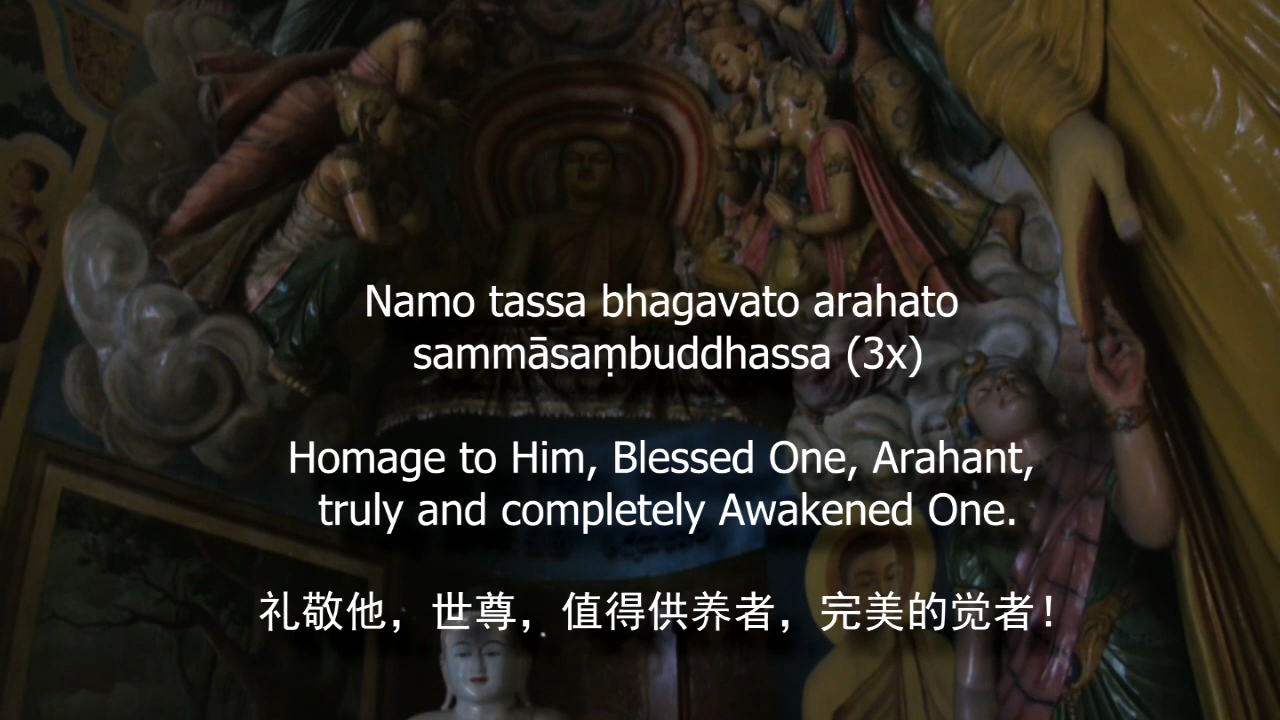 Namo tassa bhagavato arahato
sammāsaṃbuddhassa (3x)
Homage to Him, Blessed One, Arahant,
truly and completely Awakened One.
礼敬他，世尊，值得供养者，完美的觉者！